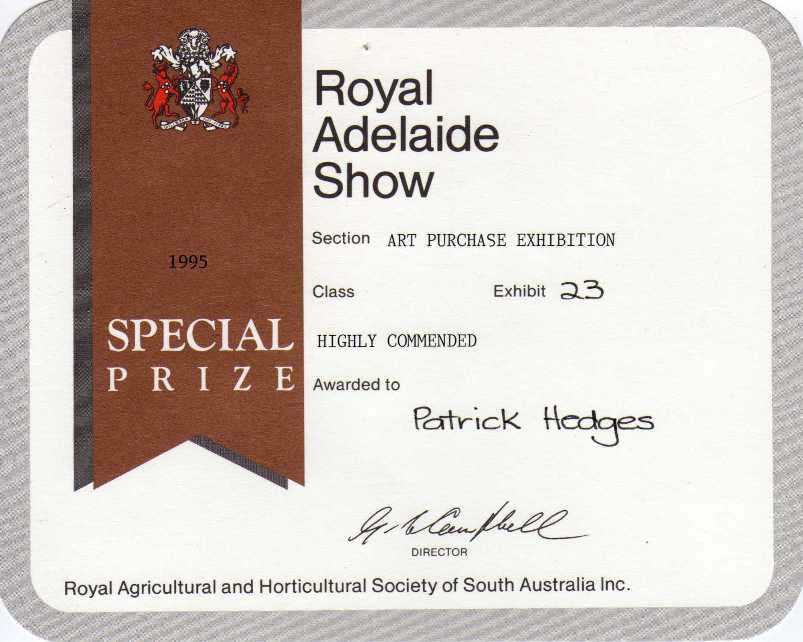 Royal
Adelaide
Show
Section ART PURCHASE EXHIBITION
1995
Class Exhibit 23
SPECIAL
PRIZE
HIGHLY COMMENDED
Awarded to
Patrick Hedges
Campbell
DIRECTOR
Royal Agricultural and Horticultural Society of South Australia Inc.